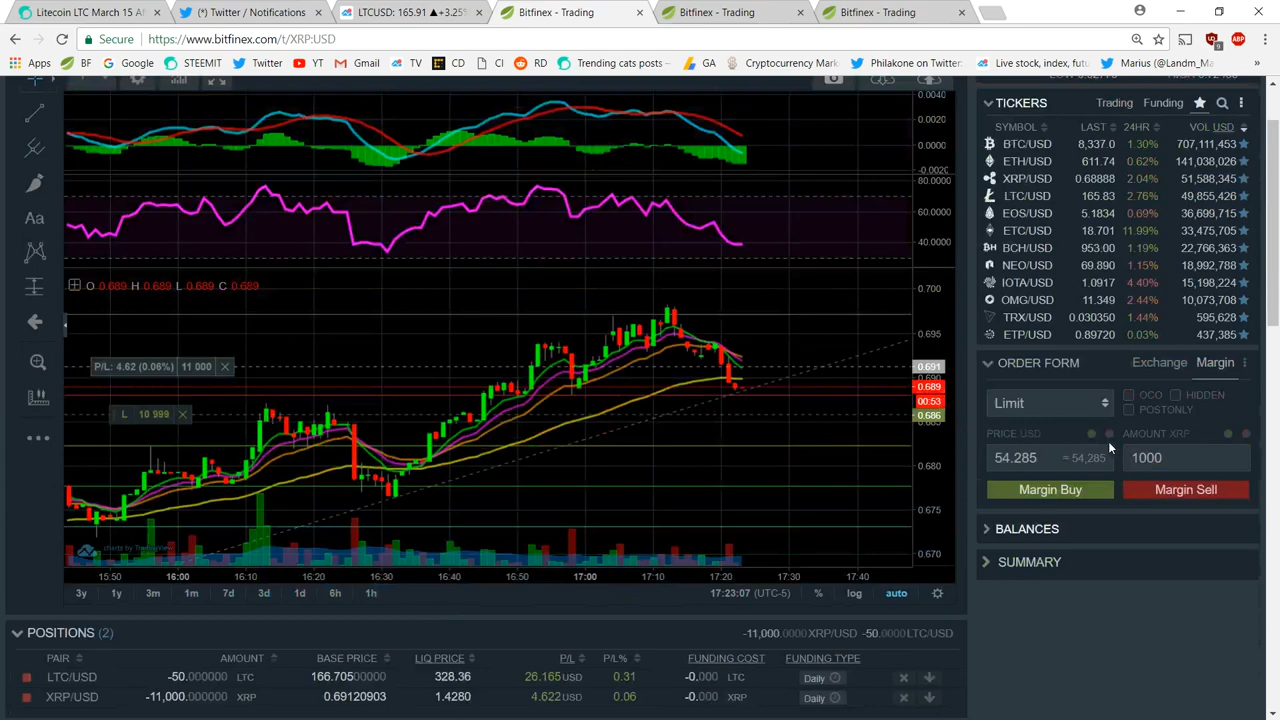 Litecoin LTC March 15 Af
(*) Twitter / Notifications
LTCUSD: 165.91 ▲+3.25%
Bitfinex - Trading
Bitfinex - Trading
Bitfinex - Trading
Secure
https://www.bitfinex.com/t/XRP:USD
Apps
BF
Google
STEEMIT
Twitter
YT
Gmail
TV
CD
CI
RD
Trending cats posts –
GA
Cryptocurrency Mark
Philakone on Twitter
Live stock, index, futu
Marcus (@Landm_Ma
TICKERS
Trading
Funding
SYMBOL LAST 24HR VOL USD
BTC/USD 8,337.0 1.30% 707,111,453
ETH/USD 611.74 0.62% 141,038,026
XRP/USD 0.68888 2.04% 51,588,345
LTC/USD 165.83 2.76% 49,855,426
EOS/USD 5.1834 0.69% 36,699,715
ETC/USD 18.701 11.99% 33,475,705
BCH/USD 953.00 1.19% 22,766,363
NEO/USD 69.890 1.15% 18,992,788
IOTA/USD 1.0917 4.40% 15,198,224
OMG/USD 11.349 2.44% 10,073,708
TRX/USD 0.030350 1.44% 595,628
ETP/USD 0.89720 0.03% 437,385
ORDER FORM
Exchange
Margin
Limit
OCO
HIDDEN
POSTONLY
PRICE USD
AMOUNT XRP
54.285 ≈ 54,285
1000
Margin Buy
Margin Sell
BALANCES
SUMMARY
Aa
0.0040
0.0020
0.0000
-0.002
80.0000
60.0000
40.0000
O 0.689 H 0.689 L 0.689 C 0.689
0.700
0.695
0.691
0.690
0.689
00:53
0.686
0.685
0.680
0.675
0.670
P/L: 4.62 (0.06%) 11 000
L 10 999
charts by TradingView
15:50 16:00 16:10 16:20 16:30 16:40 16:50 17:00 17:10 17:20 17:30 17:40
3y 1y 3m 1m 7d 3d 1d 6h 1h
17:23:07 (UTC-5)
% log auto
POSITIONS (2)
-11,000.0000 XRP/USD -50.0000 LTC/USD
PAIR AMOUNT BASE PRICE LIQ PRICE P/L P/L% FUNDING COST FUNDING TYPE
LTC/USD -50.000000 LTC 166.70500000 328.36 26.165 USD 0.31 -0.000 LTC Daily
XRP/USD -11,000.000000 XRP 0.69120903 1.4280 4.622 USD 0.06 -0.000 XRP Daily